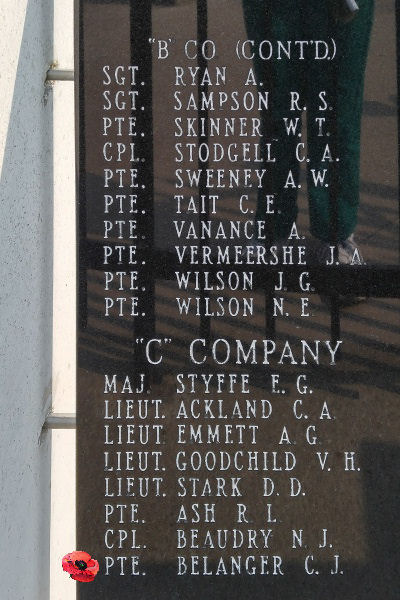 "B' CO (CONT'D.)
SGT. RYAN A.
SGT. SAMPSON R. S.
PTE. SKINNER W. T.
CPL. STODGELL C. A.
PTE. SWEENEY A. W.
PTE. TAIT C. E.
PTE. VANANCE A.
PTE. VERMEERSHE J. A.
PTE. WILSON J. G.
PTE. WILSON N. E.
"C" COMPANY
MAJ. STYFFE E. G.
LIEUT. ACKLAND C. A.
LIEUT. EMMETT A. G.
LIEUT. GOODCHILD V. H.
LIEUT. STARK D. D.
PTE. ASH R. L.
CPL. BEAUDRY N. J.
PTE. BELANGER C. J.